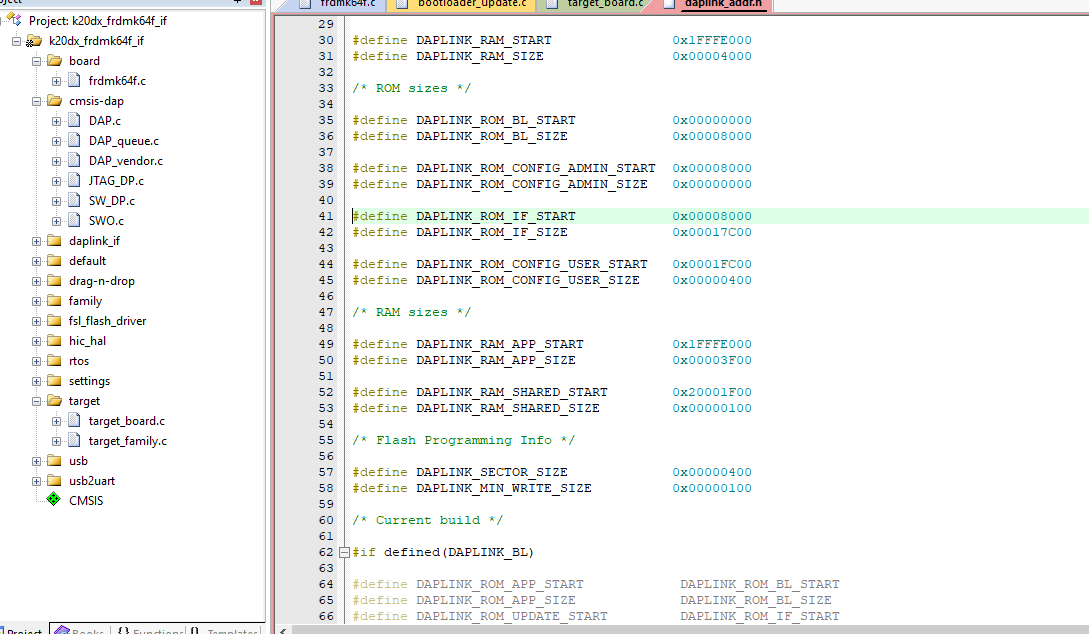 Project: k20dx_frdmk64f_if
k20dx_frdmk64f_if
board
frdmk64f.c
cmsis-dap
DAP.c
DAP_queue.c
DAP_vendor.c
JTAG_DP.c
SW_DP.c
SWO.c
daplink_if
default
drag-n-drop
family
fsl_flash_driver
hic_hal
rtos
settings
target
target_board.c
target_family.c
usb
usb2uart
CMSIS
Project Books Functions Templates
frdmk64f.c bootloader_update.c target_board.c daplink_addr.h
29
30 #define DAPLINK_RAM_START 0x1FFFE000
31 #define DAPLINK_RAM_SIZE 0x00004000
32
33 /* ROM sizes */
34
35 #define DAPLINK_ROM_BL_START 0x00000000
36 #define DAPLINK_ROM_BL_SIZE 0x00008000
37
38 #define DAPLINK_ROM_CONFIG_ADMIN_START 0x00008000
39 #define DAPLINK_ROM_CONFIG_ADMIN_SIZE 0x00000000
40
41 #define DAPLINK_ROM_IF_START 0x00008000
42 #define DAPLINK_ROM_IF_SIZE 0x00017C00
43
44 #define DAPLINK_ROM_CONFIG_USER_START 0x0001FC00
45 #define DAPLINK_ROM_CONFIG_USER_SIZE 0x00000400
46
47 /* RAM sizes */
48
49 #define DAPLINK_RAM_APP_START 0x1FFFE000
50 #define DAPLINK_RAM_APP_SIZE 0x00003F00
51
52 #define DAPLINK_RAM_SHARED_START 0x20001F00
53 #define DAPLINK_RAM_SHARED_SIZE 0x00000100
54
55 /* Flash Programming Info */
56
57 #define DAPLINK_SECTOR_SIZE 0x00000400
58 #define DAPLINK_MIN_WRITE_SIZE 0x00000100
59
60 /* Current build */
61
62 #if defined(DAPLINK_BL)
63
64 #define DAPLINK_ROM_APP_START DAPLINK_ROM_BL_START
65 #define DAPLINK_ROM_APP_SIZE DAPLINK_ROM_BL_SIZE
66 #define DAPLINK_ROM_UPDATE_START DAPLINK_ROM_IF_START